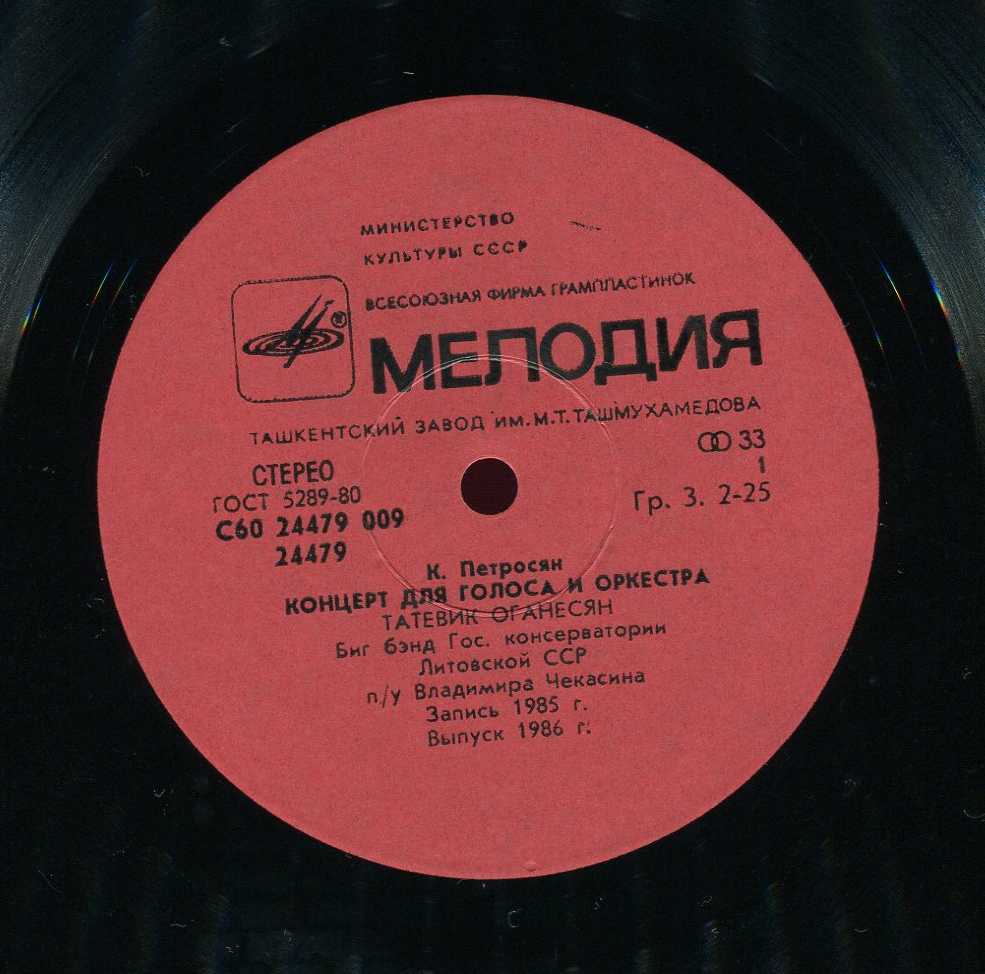 МИНИСТЕРСТВО
КУЛЬТУРЫ СССР
ВСЕСОЮЗНАЯ ФИРМА ГРАМПЛАСТИНОК
®
МЕЛОДИЯ
ТАШКЕНТСКИЙ ЗАВОД ИМ. М.Т. ТАШМУХАМЕДОВА
СТЕРЕО
ГОСТ 5289-80
С60 24479 009
24479
33
1
Гр. 3. 2-25
К. Петросян
КОНЦЕРТ ДЛЯ ГОЛОСА И ОРКЕСТРА
ТАТЕВИК ОГАНЕСЯН
Биг бэнд Гос. консерватории
Литовской ССР
п/у Владимира Чекасина
Запись 1985 г.
Выпуск 1986 г.